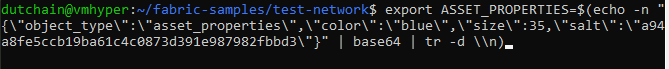 dutchain@vmhyper:~/fabric-samples/test-network$ export ASSET_PROPERTIES=$(echo -n "
{\"object_type\":\"asset_properties\",\"color\":\"blue\",\"size\":35,\"salt\":\"a94
a8fe5ccb19ba61c4c0873d391e987982fbbd3\"}" | base64 | tr -d \\n)